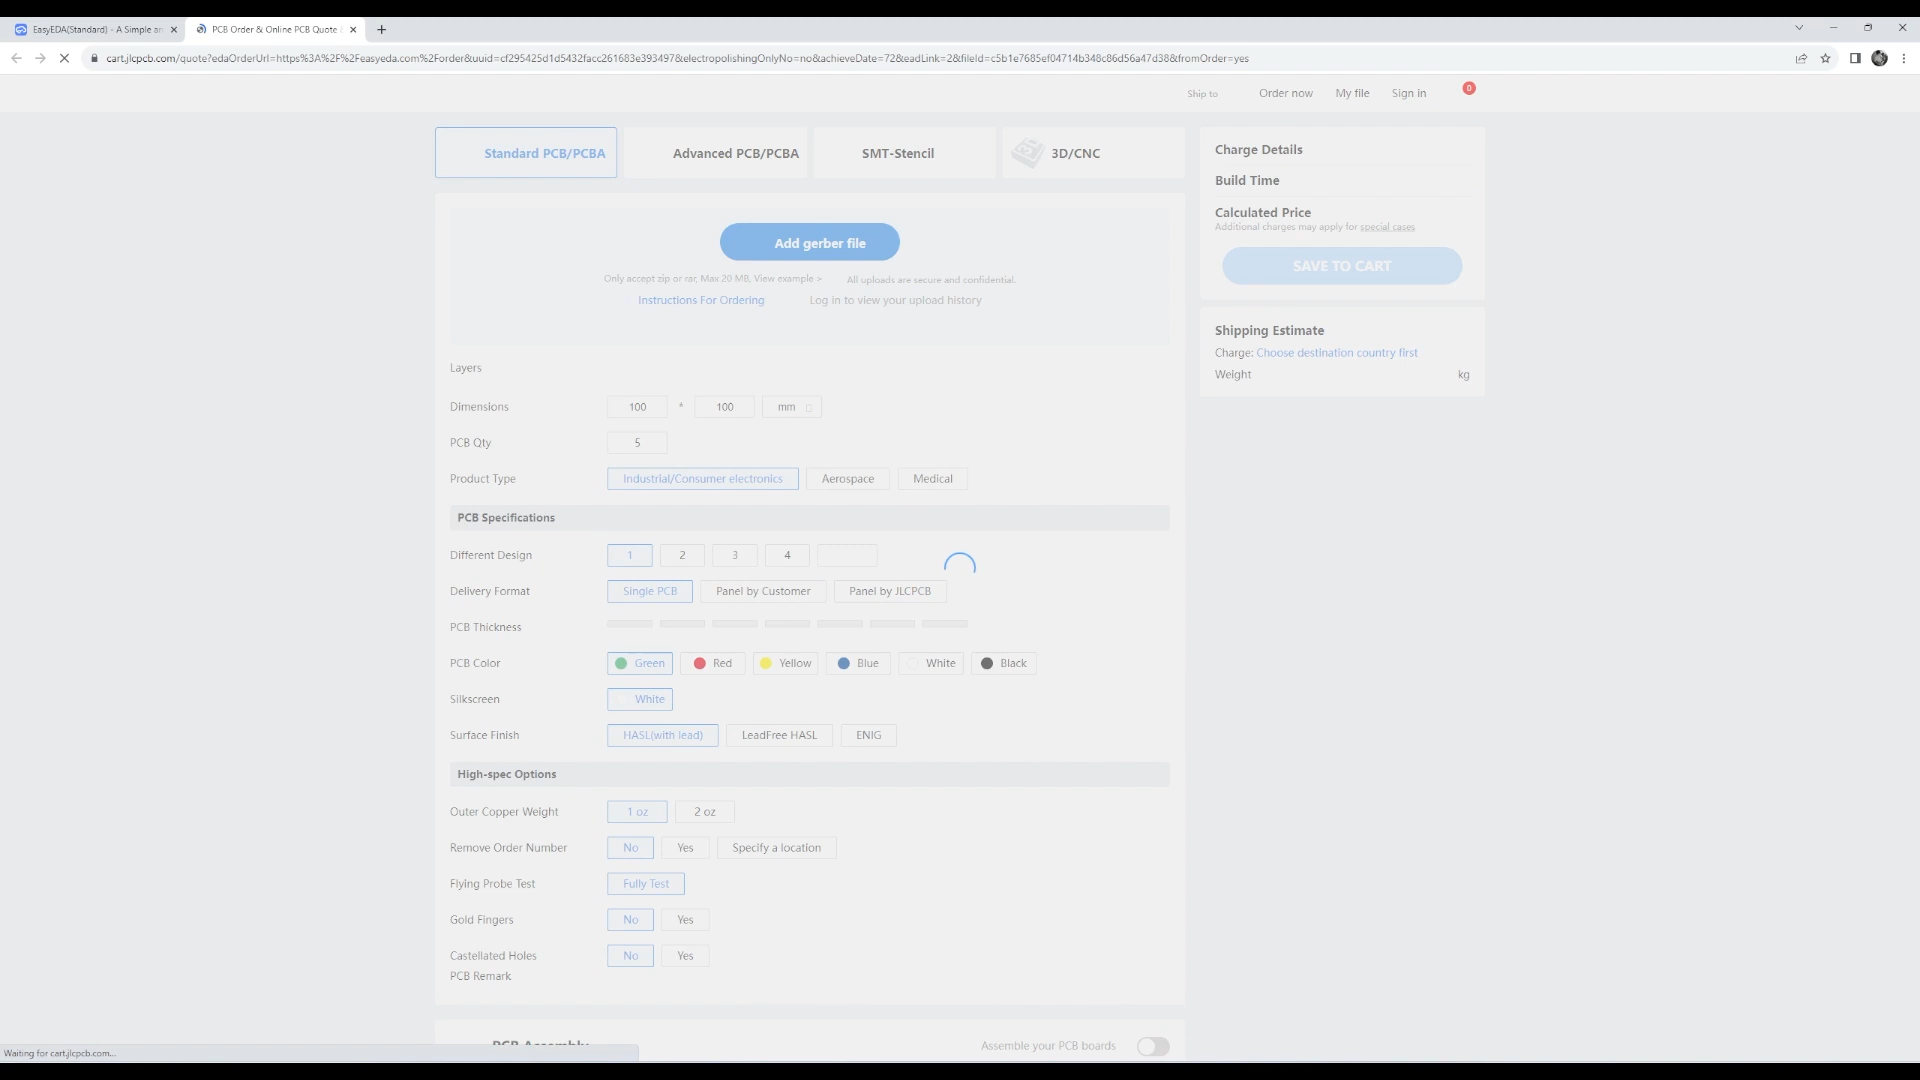 EasyEDA(Standard) - A Simple an
PCB Order & Online PCB Quote
cart.jlcpcb.com/quote?edaOrderUrl=https%3A%2F%2Feasyeda.com%2Forder&uuid=cf295425d1d5432facc261683e393497&electropolishingOnlyNo=no&achieveDate=72&eadLink=2&fileId=c5b1e7685ef04714b348c86d56a47d38&fromOrder=yes
Ship to Order now My file Sign in 0
Standard PCB/PCBA Advanced PCB/PCBA SMT-Stencil 3D/CNC
Add gerber file
Only accept zip or rar, Max 20 MB, View example > All uploads are secure and confidential.
Instructions For Ordering Log in to view your upload history
Layers
Dimensions 100 * 100 mm
PCB Qty 5
Product Type Industrial/Consumer electronics Aerospace Medical
PCB Specifications
Different Design 1 2 3 4
Delivery Format Single PCB Panel by Customer Panel by JLCPCB
PCB Thickness
PCB Color Green Red Yellow Blue White Black
Silkscreen White
Surface Finish HASL(with lead) LeadFree HASL ENIG
High-spec Options
Outer Copper Weight 1 oz 2 oz
Remove Order Number No Yes Specify a location
Flying Probe Test Fully Test
Gold Fingers No Yes
Castellated Holes No Yes
PCB Remark
PCB Assembly Assemble your PCB boards
Charge Details
Build Time
Calculated Price
Additional charges may apply for special cases
SAVE TO CART
Shipping Estimate
Charge: Choose destination country first
Weight kg
Waiting for cart.jlcpcb.com...